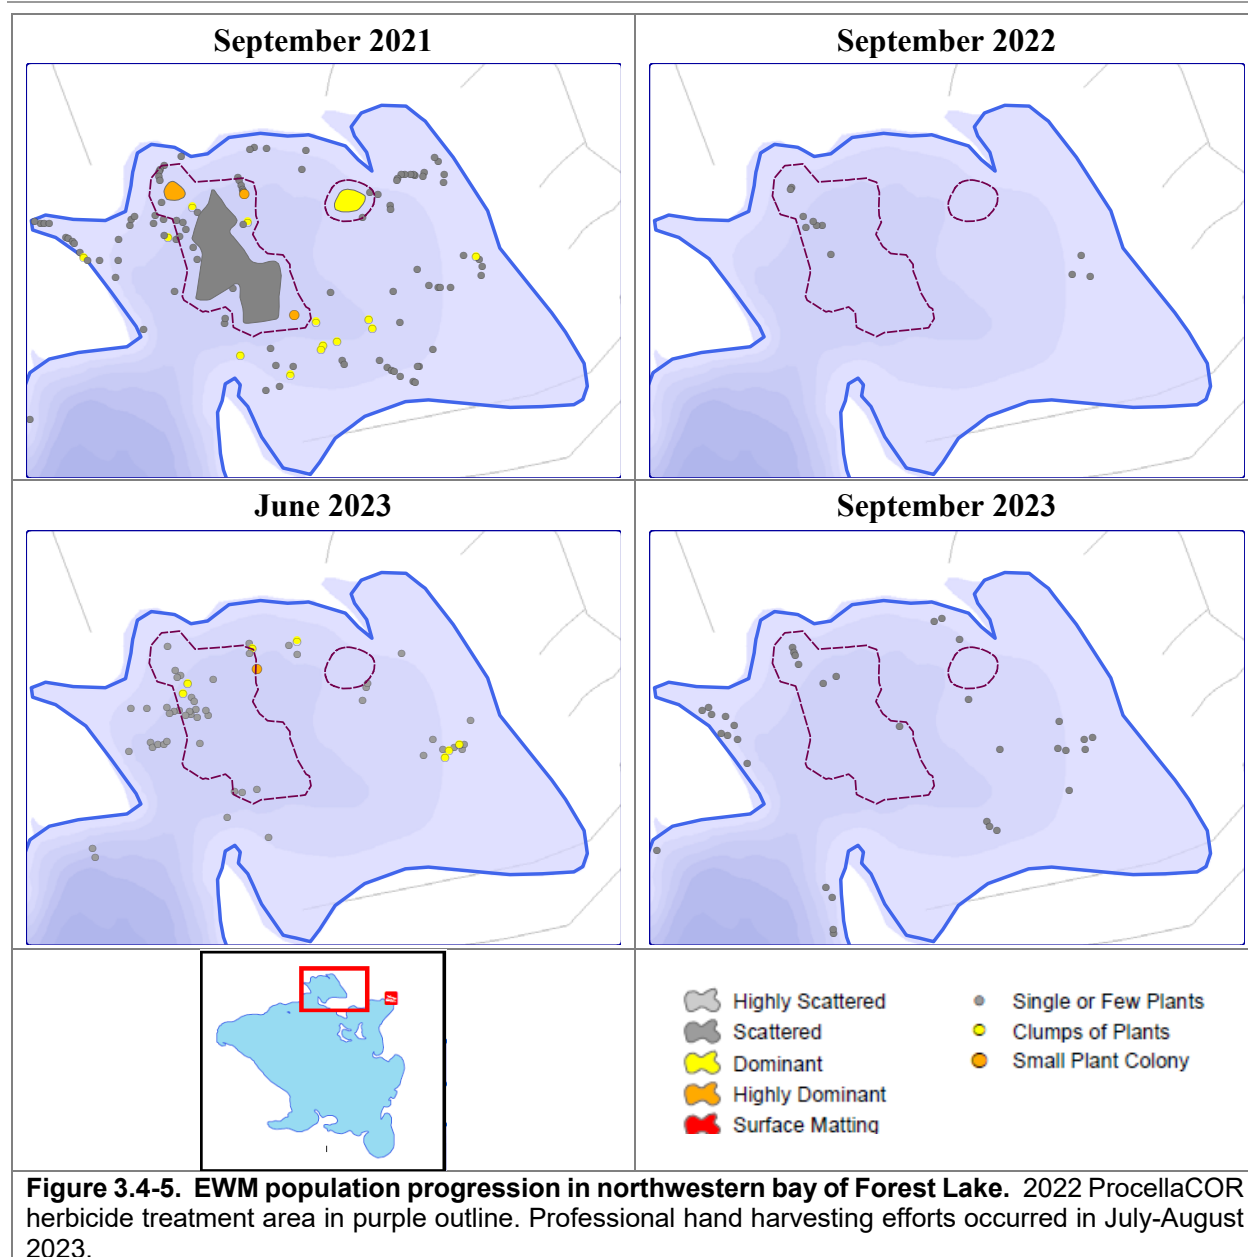 September 2021
September 2022
June 2023
September 2023
Highly Scattered
Scattered
Dominant
Highly Dominant
Surface Matting
Single or Few Plants
Clumps of Plants
Small Plant Colony
Figure 3.4-5. EWM population progression in northwestern bay of Forest Lake. 2022 ProcellaCOR
herbicide treatment area in purple outline. Professional hand harvesting efforts occurred in July-August
2023.